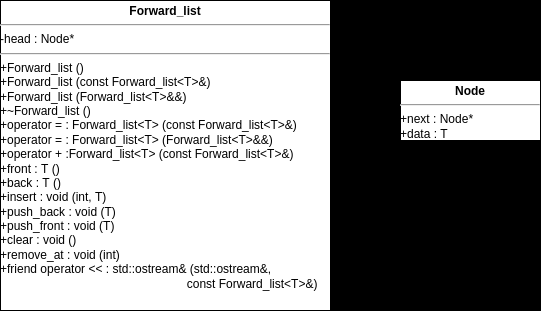 Forward_list
-head : Node*
+Forward_list ()
+Forward_list (const Forward_list<T>&)
+Forward_list (Forward_list<T>&&)
+~Forward_list ()
+operator = : Forward_list<T> (const Forward_list<T>&)
+operator = : Forward_list<T> (Forward_list<T>&&)
+operator + :Forward_list<T> (const Forward_list<T>&)
+front : T ()
+back : T ()
+insert : void (int, T)
+push_back : void (T)
+push_front : void (T)
+clear : void ()
+remove_at : void (int)
+friend operator << : std::ostream& (std::ostream&,
const Forward_list<T>&)
Node
+next : Node*
+data : T